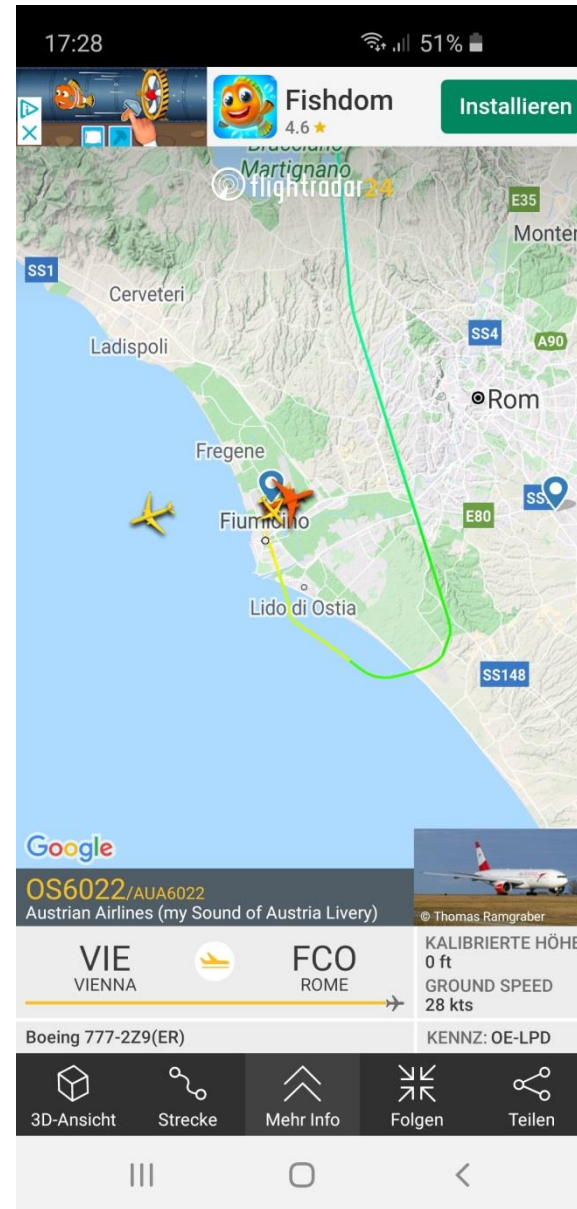 17:28
51%
Fishdom
4.6 ★
Installieren
Bracciano
Martignano
flightradar24
E35
Monter
SS1
Cerveteri
SS4
A90
Ladispoli
Rom
Fregene
Fiumicino
E80
Lido di Ostia
SS148
Google
OS6022/AUA6022
Austrian Airlines (my Sound of Austria Livery)
© Thomas Ramgraber
VIE
VIENNA
FCO
ROME
KALIBRIERTE HÖHE
0 ft
GROUND SPEED
28 kts
Boeing 777-2Z9(ER)
KENNZ: OE-LPD
3D-Ansicht
Strecke
Mehr Info
Folgen
Teilen